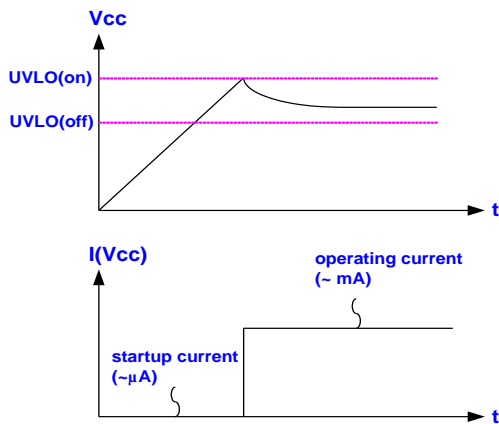 Vcc
UVLO(on)
UVLO(off)
t
I(Vcc)
operating current
(~ mA)
startup current
(~µA)
t